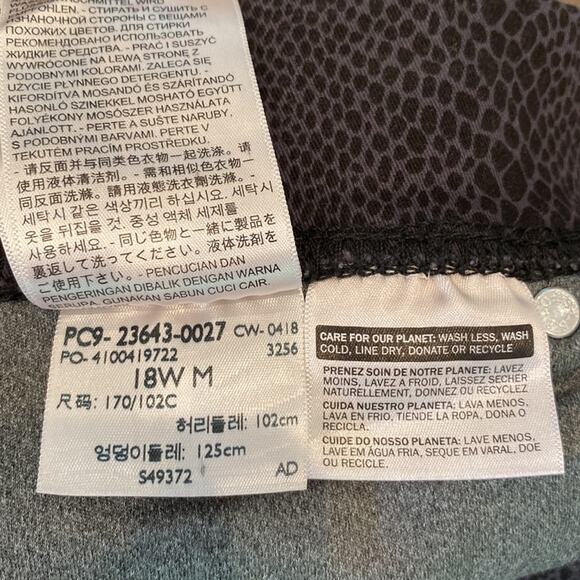 OHLEN. - СТИРАТЬ И СУШИТЬ С
ИЗНАНОЧНОЙ СТОРОНЫ С ВЕЩАМИ
ПОХОЖИХ ЦВЕТОВ. ДЛЯ СТИРКИ
РЕКОМЕНДОВАНО ИСПОЛЬЗОВАТЬ
ЖИДКИЕ СРЕДСТВА. - PRAĆ I SUSZYĆ
WYWRÓCONE NA LEWĄ STRONĘ Z
PODOBNYMI KOLORAMI. ZALECA
UŻYCIE PŁYNNEGO DETERGENTU. -
KIFORDÍTVA MOSANDÓ ÉS SZÁRÍTANDÓ
HASONLÓ SZINEKKEL MOSHATÓ EGYÜTT
FOLYÉKONY MOSÓSZER HASZNÁLATA
AJÁNLOTT. - PERTE A SUŠTE NARUBY,
S PODOBNÝMI BARVAMI. PERTE V
TEKUTÉM PRACÍM PROSTŘEDKU.
- 请反面并与同类色衣物一起洗涤。请
使用液体清洁剂。- 需和相似色衣物一
同反面洗滌。請用液態洗衣劑洗滌。-
세탁시 같은 색상끼리 하십시오. 세탁시
옷을 뒤집을 것. 중성 액체 세제를
사용하세요. - 同じ色物と一緒に製品を
裏返して洗ってください。液体洗剤を
ご使用下さい。- PENCUCIAN DAN
PENGERINGAN DIBALIK DENGAN WARNA
SERUPA. GUNAKAN SABUN CUCI CAIR.
PC9- 23643-0027 CW- 0418
PO- 4100419722 3256
18W M
尺码: 170/102C
허리둘레: 102cm
엉덩이둘레: 125cm
S49372 AD
CARE FOR OUR PLANET: WASH LESS, WASH
COLD, LINE DRY, DONATE OR RECYCLE
PRENEZ SOIN DE NOTRE PLANETE: LAVEZ
MOINS, LAVEZ A FROID, LAISSEZ SECHER
NATURELLEMENT, DONNEZ OU RECYCLEZ
CUIDA NUESTRO PLANETA: LAVA MENOS,
LAVA EN FRIO, TIENDE LA ROPA, DONA O
RECICLA.
CUIDE DO NOSSO PLANETA: LAVE MENOS,
LAVE EM ÁGUA FRIA, SEQUE EM VARAL, DOE
OU RECICLE.